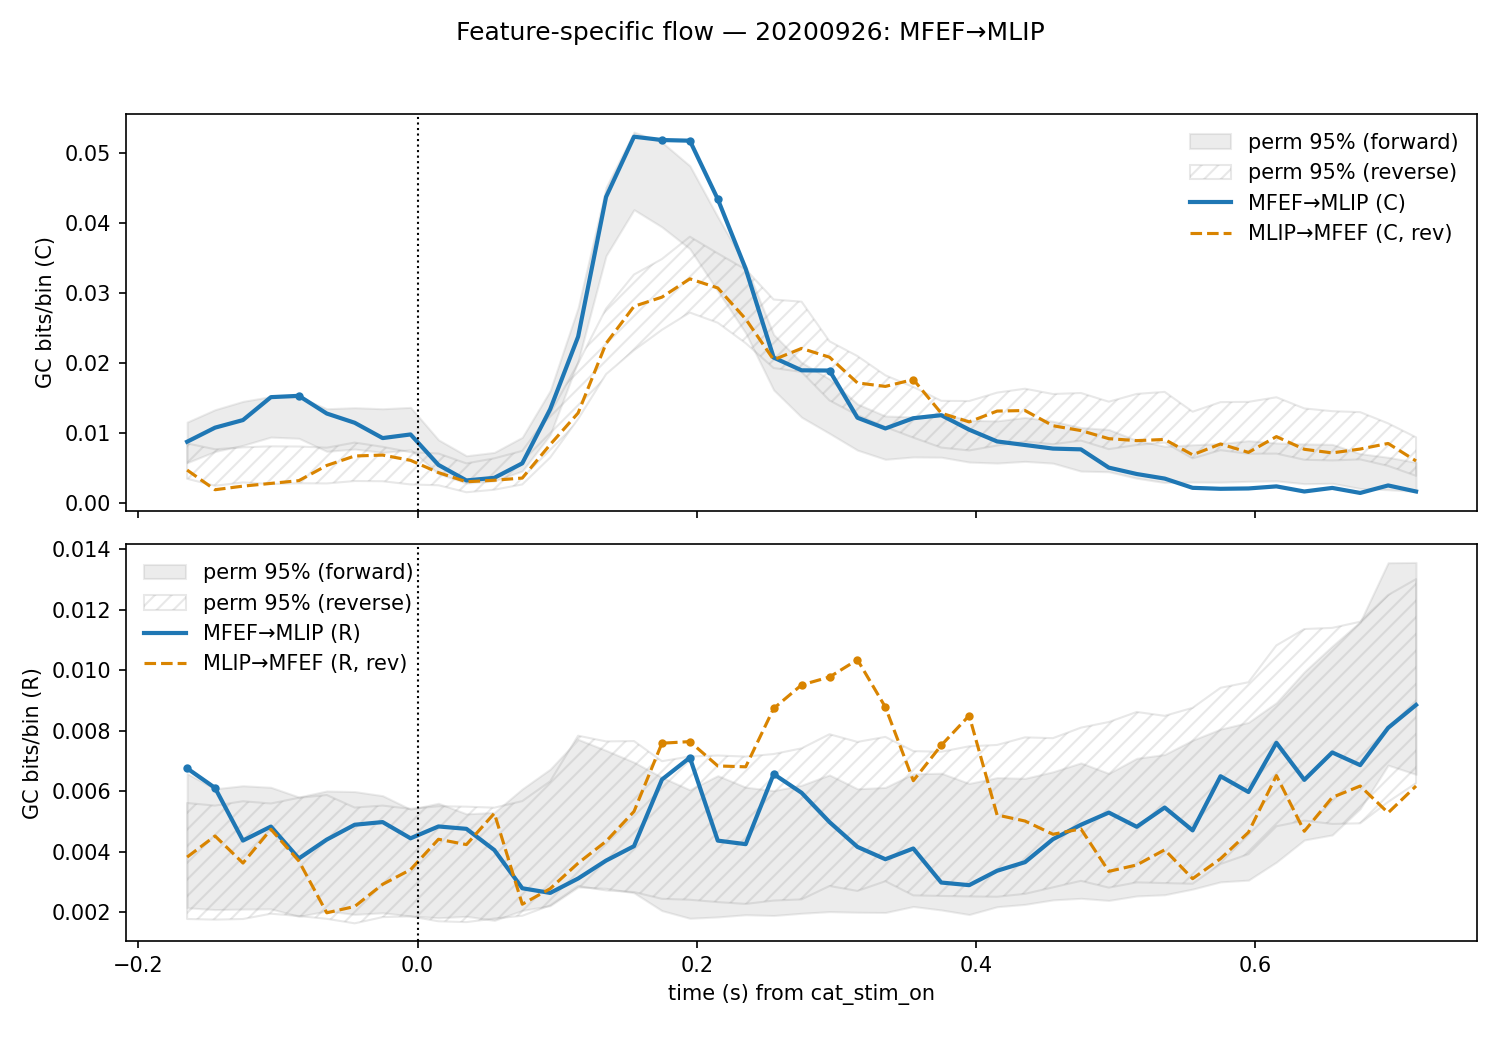 Feature-specific flow — 20200926: MFEF→MLIP
GC bits/bin (C)
0.05
0.04
0.03
0.02
0.01
0.00
perm 95% (forward)
perm 95% (reverse)
MFEF→MLIP (C)
MLIP→MFEF (C, rev)
GC bits/bin (R)
0.014
0.012
0.010
0.008
0.006
0.004
0.002
perm 95% (forward)
perm 95% (reverse)
MFEF→MLIP (R)
MLIP→MFEF (R, rev)
−0.2 0.0 0.2 0.4 0.6
time (s) from cat_stim_on